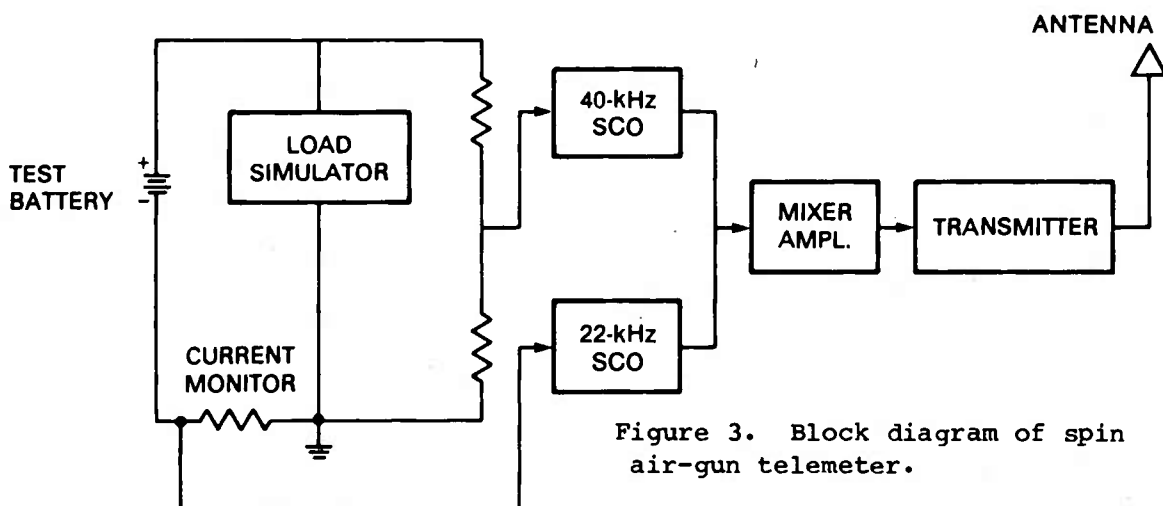 ANTENNA
40-kHz
SCO
LOAD
SIMULATOR
TEST
BATTERY
+
-
MIXER
AMPL.
TRANSMITTER
22-kHz
SCO
CURRENT
MONITOR
Figure 3. Block diagram of spin
air-gun telemeter.